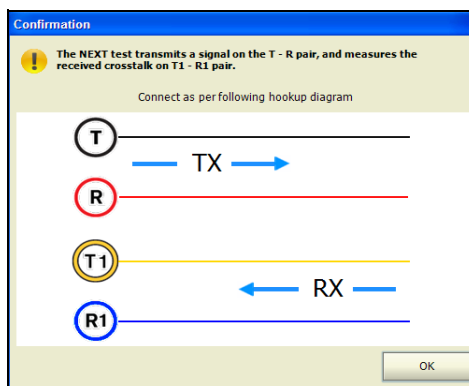 Confirmation
The NEXT test transmits a signal on the T - R pair, and measures the
received crosstalk on T1 - R1 pair.
Connect as per following hookup diagram
T
TX
R
T1
RX
R1
OK